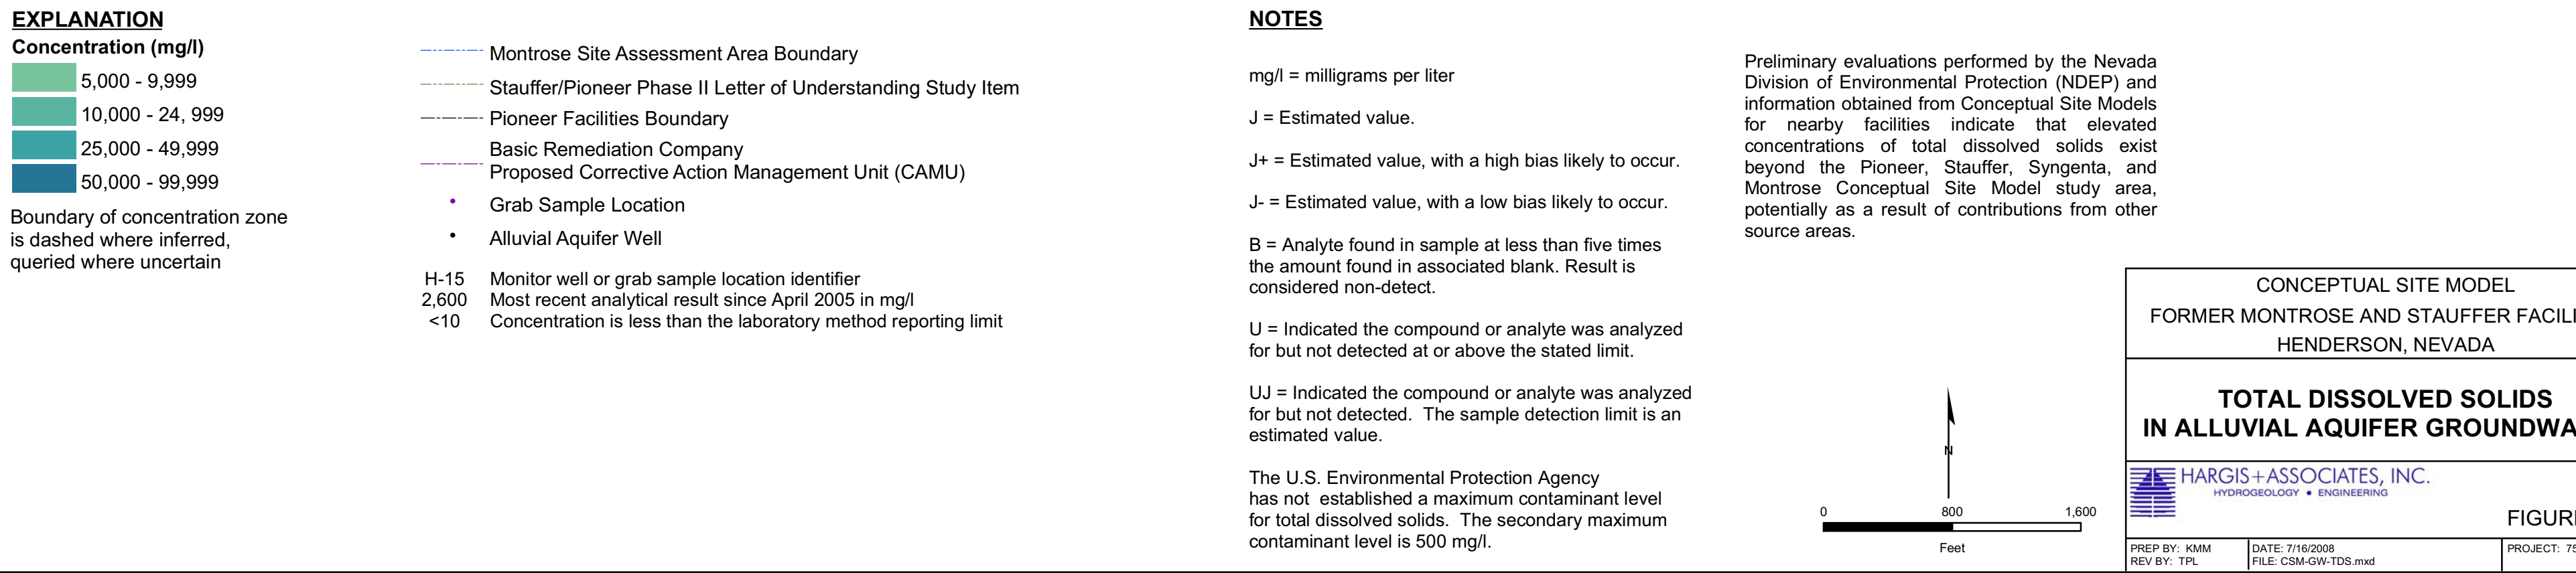 EXPLANATION
Concentration (mg/l)
5,000 - 9,999
10,000 - 24, 999
25,000 - 49,999
50,000 - 99,999
Boundary of concentration zone
is dashed where inferred,
queried where uncertain
Montrose Site Assessment Area Boundary
Stauffer/Pioneer Phase II Letter of Understanding Study Item
Pioneer Facilities Boundary
Basic Remediation Company
Proposed Corrective Action Management Unit (CAMU)
Grab Sample Location
Alluvial Aquifer Well
H-15 Monitor well or grab sample location identifier
2,600 Most recent analytical result since April 2005 in mg/l
<10 Concentration is less than the laboratory method reporting limit
NOTES
mg/l = milligrams per liter
J = Estimated value.
J+ = Estimated value, with a high bias likely to occur.
J- = Estimated value, with a low bias likely to occur.
B = Analyte found in sample at less than five times
the amount found in associated blank. Result is
considered non-detect.
U = Indicated the compound or analyte was analyzed
for but not detected at or above the stated limit.
UJ = Indicated the compound or analyte was analyzed
for but not detected.  The sample detection limit is an
estimated value.
The U.S. Environmental Protection Agency
has not  established a maximum contaminant level
for total dissolved solids.  The secondary maximum
contaminant level is 500 mg/l.
Preliminary evaluations performed by the Nevada
Division of Environmental Protection (NDEP) and
information obtained from Conceptual Site Models
for nearby facilities indicate that elevated
concentrations of total dissolved solids exist
beyond the Pioneer, Stauffer, Syngenta, and
Montrose Conceptual Site Model study area,
potentially as a result of contributions from other
source areas.
N
0 800 1,600
Feet
CONCEPTUAL SITE MODEL
FORMER MONTROSE AND STAUFFER FACILI
HENDERSON, NEVADA
TOTAL DISSOLVED SOLIDS
IN ALLUVIAL AQUIFER GROUNDWA
HARGIS+ASSOCIATES, INC.
HYDROGEOLOGY • ENGINEERING
FIGUR
PREP BY: KMM
REV BY: TPL
DATE: 7/16/2008
FILE: CSM-GW-TDS.mxd
PROJECT: 75